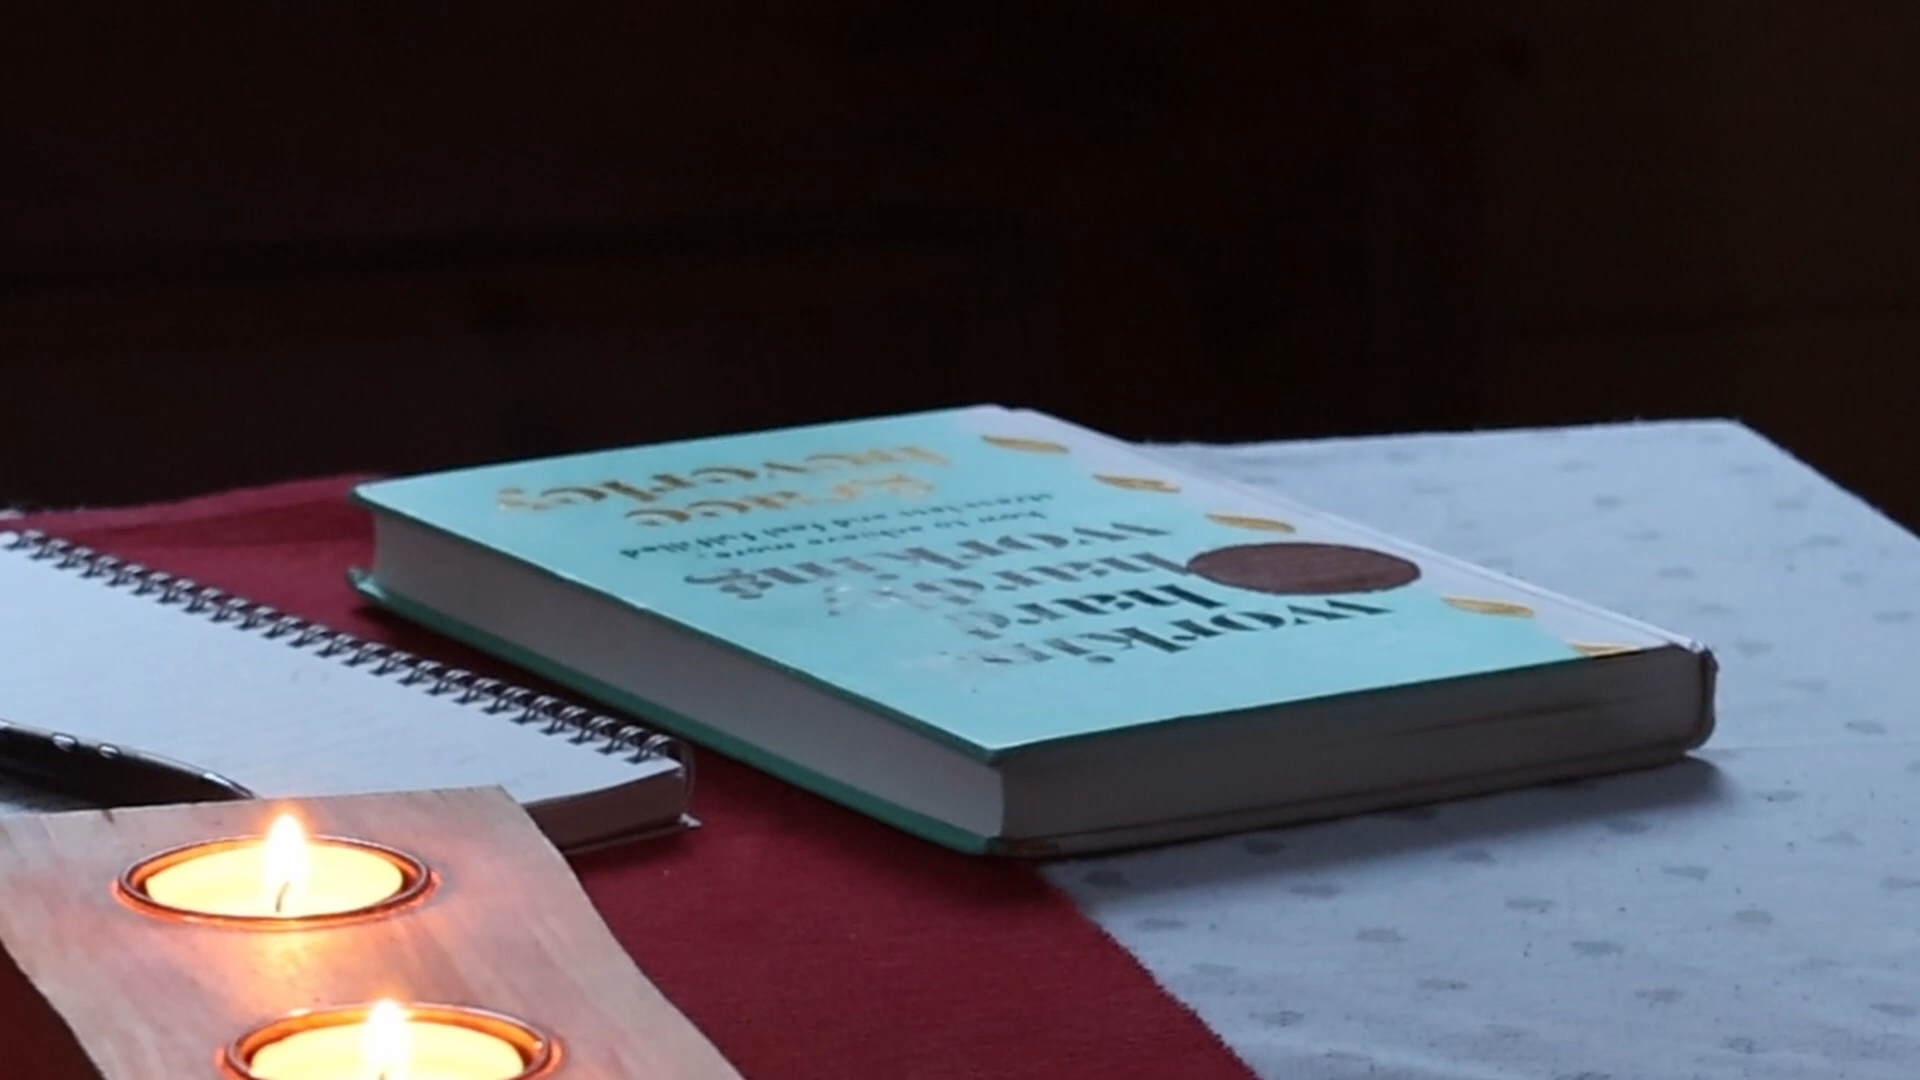 working
hard
hardly
working
how to achieve more,
stress less and feel fulfilled
grace
beverley